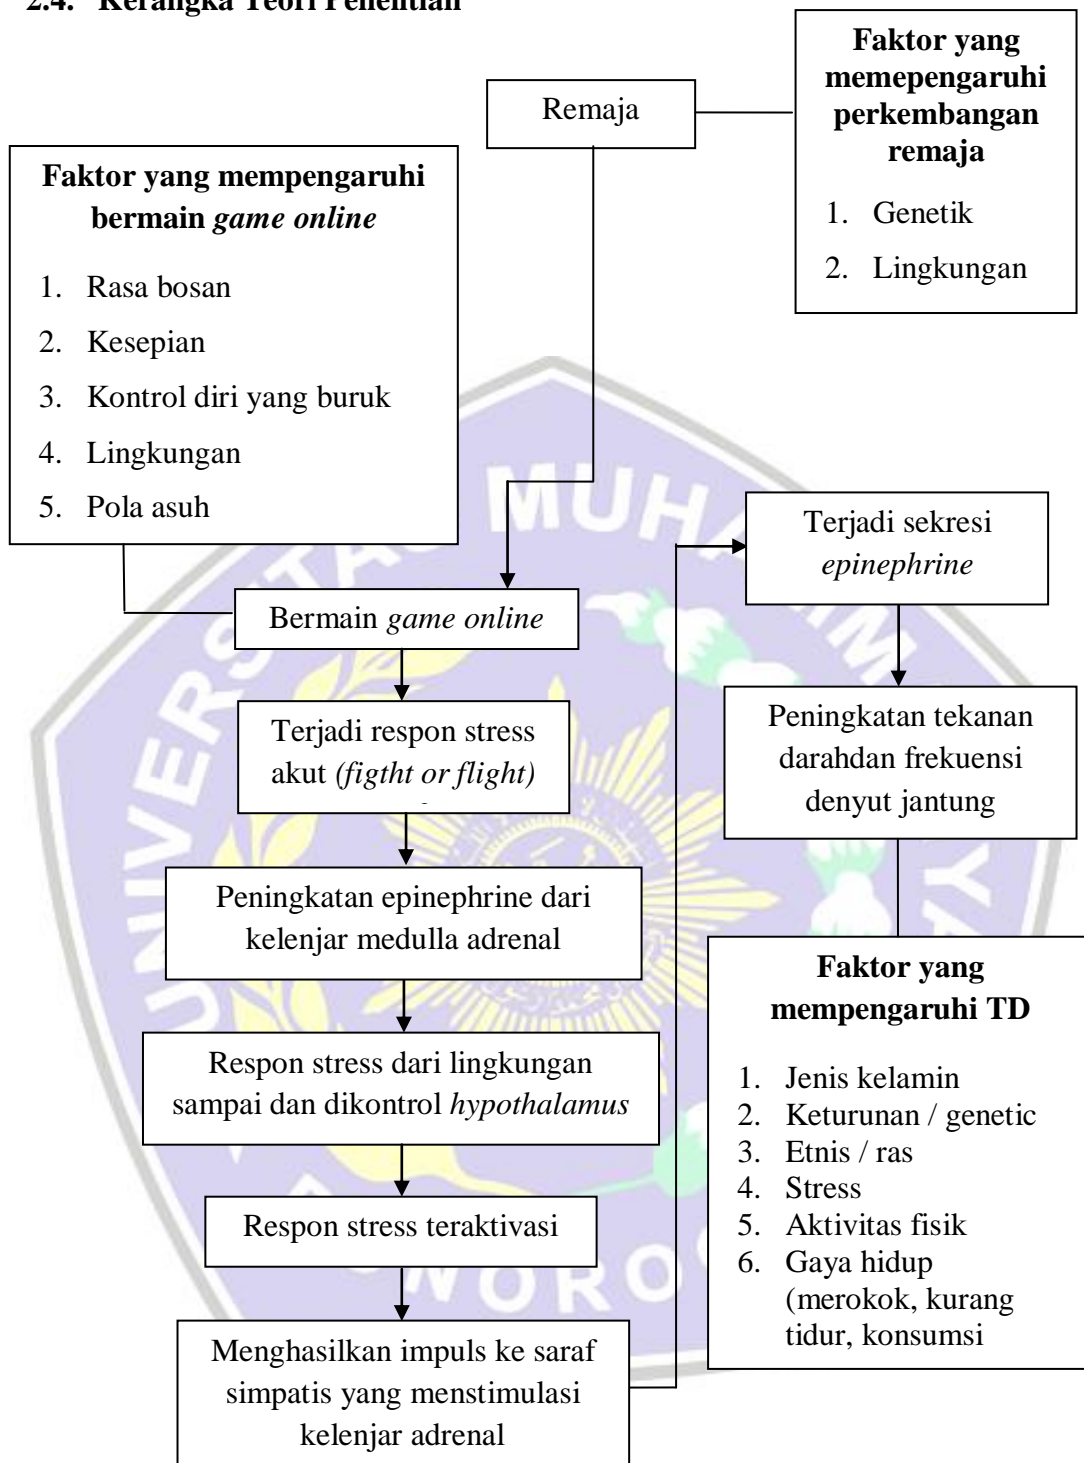 2.4. Kerangka Teori Penelitian
Faktor yang
memepengaruhi
perkembangan
remaja
1. Genetik
2. Lingkungan
Remaja
Faktor yang mempengaruhi
bermain game online
1. Rasa bosan
2. Kesepian
3. Kontrol diri yang buruk
4. Lingkungan
5. Pola asuh
Bermain game online
Terjadi respon stress
akut (figtht or flight)
Peningkatan epinephrine dari
kelenjar medulla adrenal
Respon stress dari lingkungan
sampai dan dikontrol hypothalamus
Respon stress teraktivasi
Menghasilkan impuls ke saraf
simpatis yang menstimulasi
kelenjar adrenal
Terjadi sekresi
epinephrine
Peningkatan tekanan
darahdan frekuensi
denyut jantung
Faktor yang
mempengaruhi TD
1. Jenis kelamin
2. Keturunan / genetic
3. Etnis / ras
4. Stress
5. Aktivitas fisik
6. Gaya hidup
(merokok, kurang
tidur, konsumsi